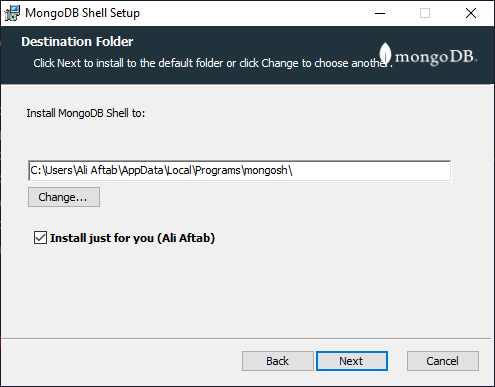 MongoDB Shell Setup
Destination Folder
Click Next to install to the default folder or click Change to choose another.
mongoDB®
Install MongoDB Shell to:
C:\Users\Ali Aftab\AppData\Local\Programs\mongosh\
Change...
Install just for you (Ali Aftab)
Back Next Cancel